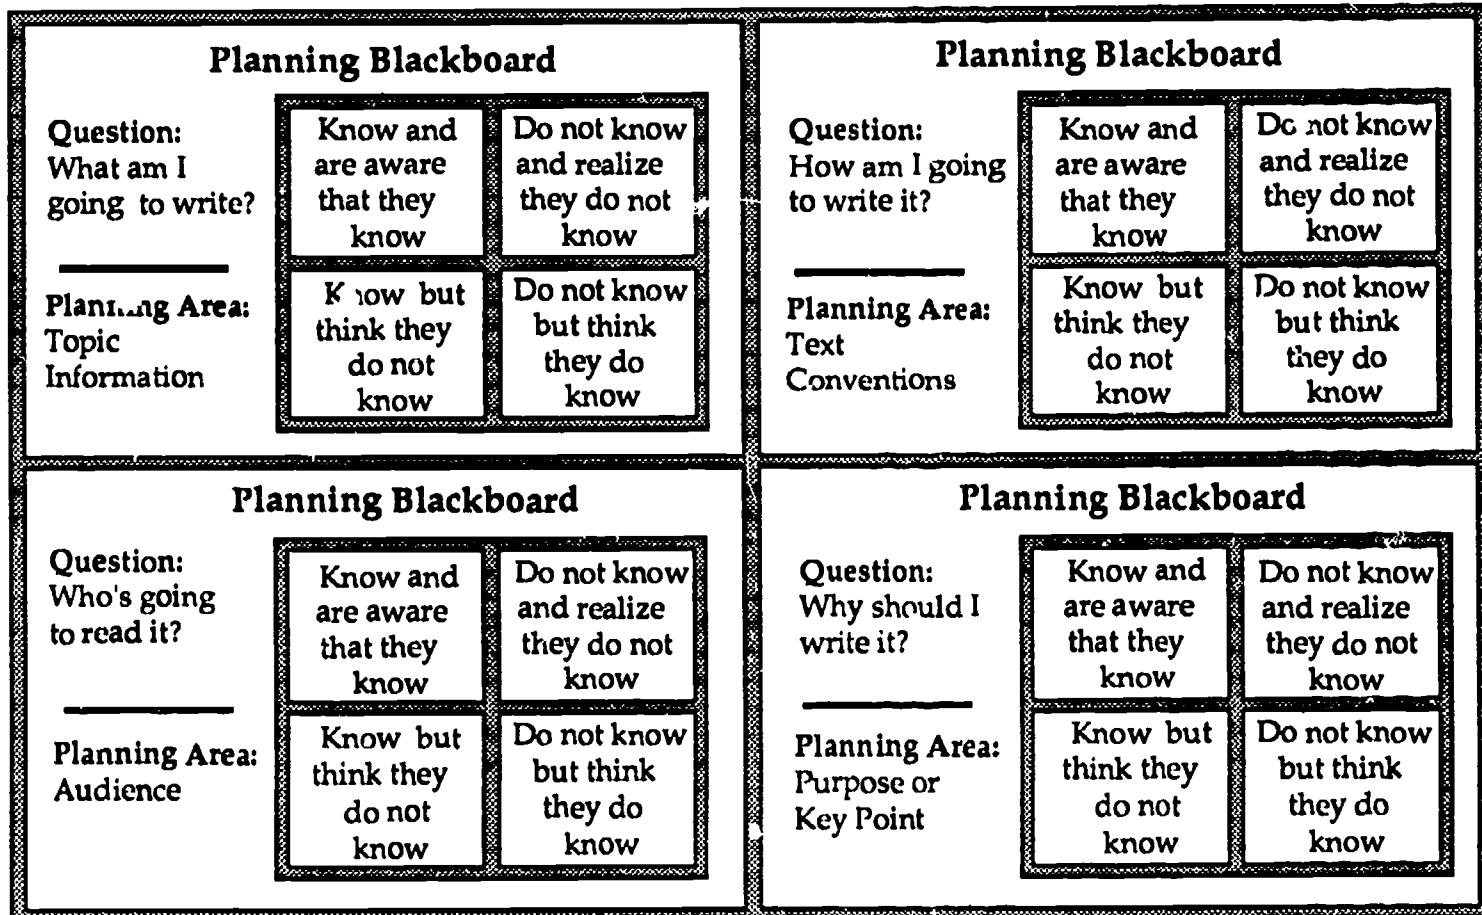 Planning Blackboard
Question:
What am I
going to write?
Planning Area:
Topic
Information
Know and
are aware
that they
know
Do not know
and realize
they do not
know
Know but
think they
do not
know
Do not know
but think
they do
know
Planning Blackboard
Question:
How am I going
to write it?
Planning Area:
Text
Conventions
Know and
are aware
that they
know
Do not know
and realize
they do not
know
Know but
think they
do not
know
Do not know
but think
they do
know
Planning Blackboard
Question:
Who's going
to read it?
Planning Area:
Audience
Know and
are aware
that they
know
Do not know
and realize
they do not
know
Know but
think they
do not
know
Do not know
but think
they do
know
Planning Blackboard
Question:
Why should I
write it?
Planning Area:
Purpose or
Key Point
Know and
are aware
that they
know
Do not know
and realize
they do not
know
Know but
think they
do not
know
Do not know
but think
they do
know